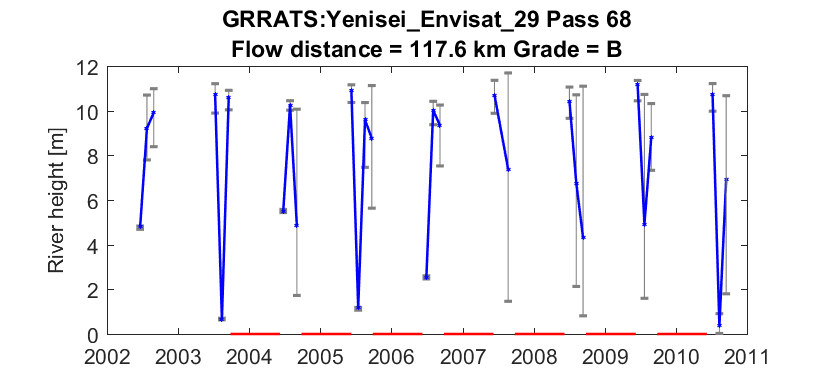 GRRATS:Yenisei_Envisat_29 Pass 68
Flow distance = 117.6 km Grade = B
12
10
8
6
4
2
0
River height [m]
2002 2003 2004 2005 2006 2007 2008 2009 2010 2011